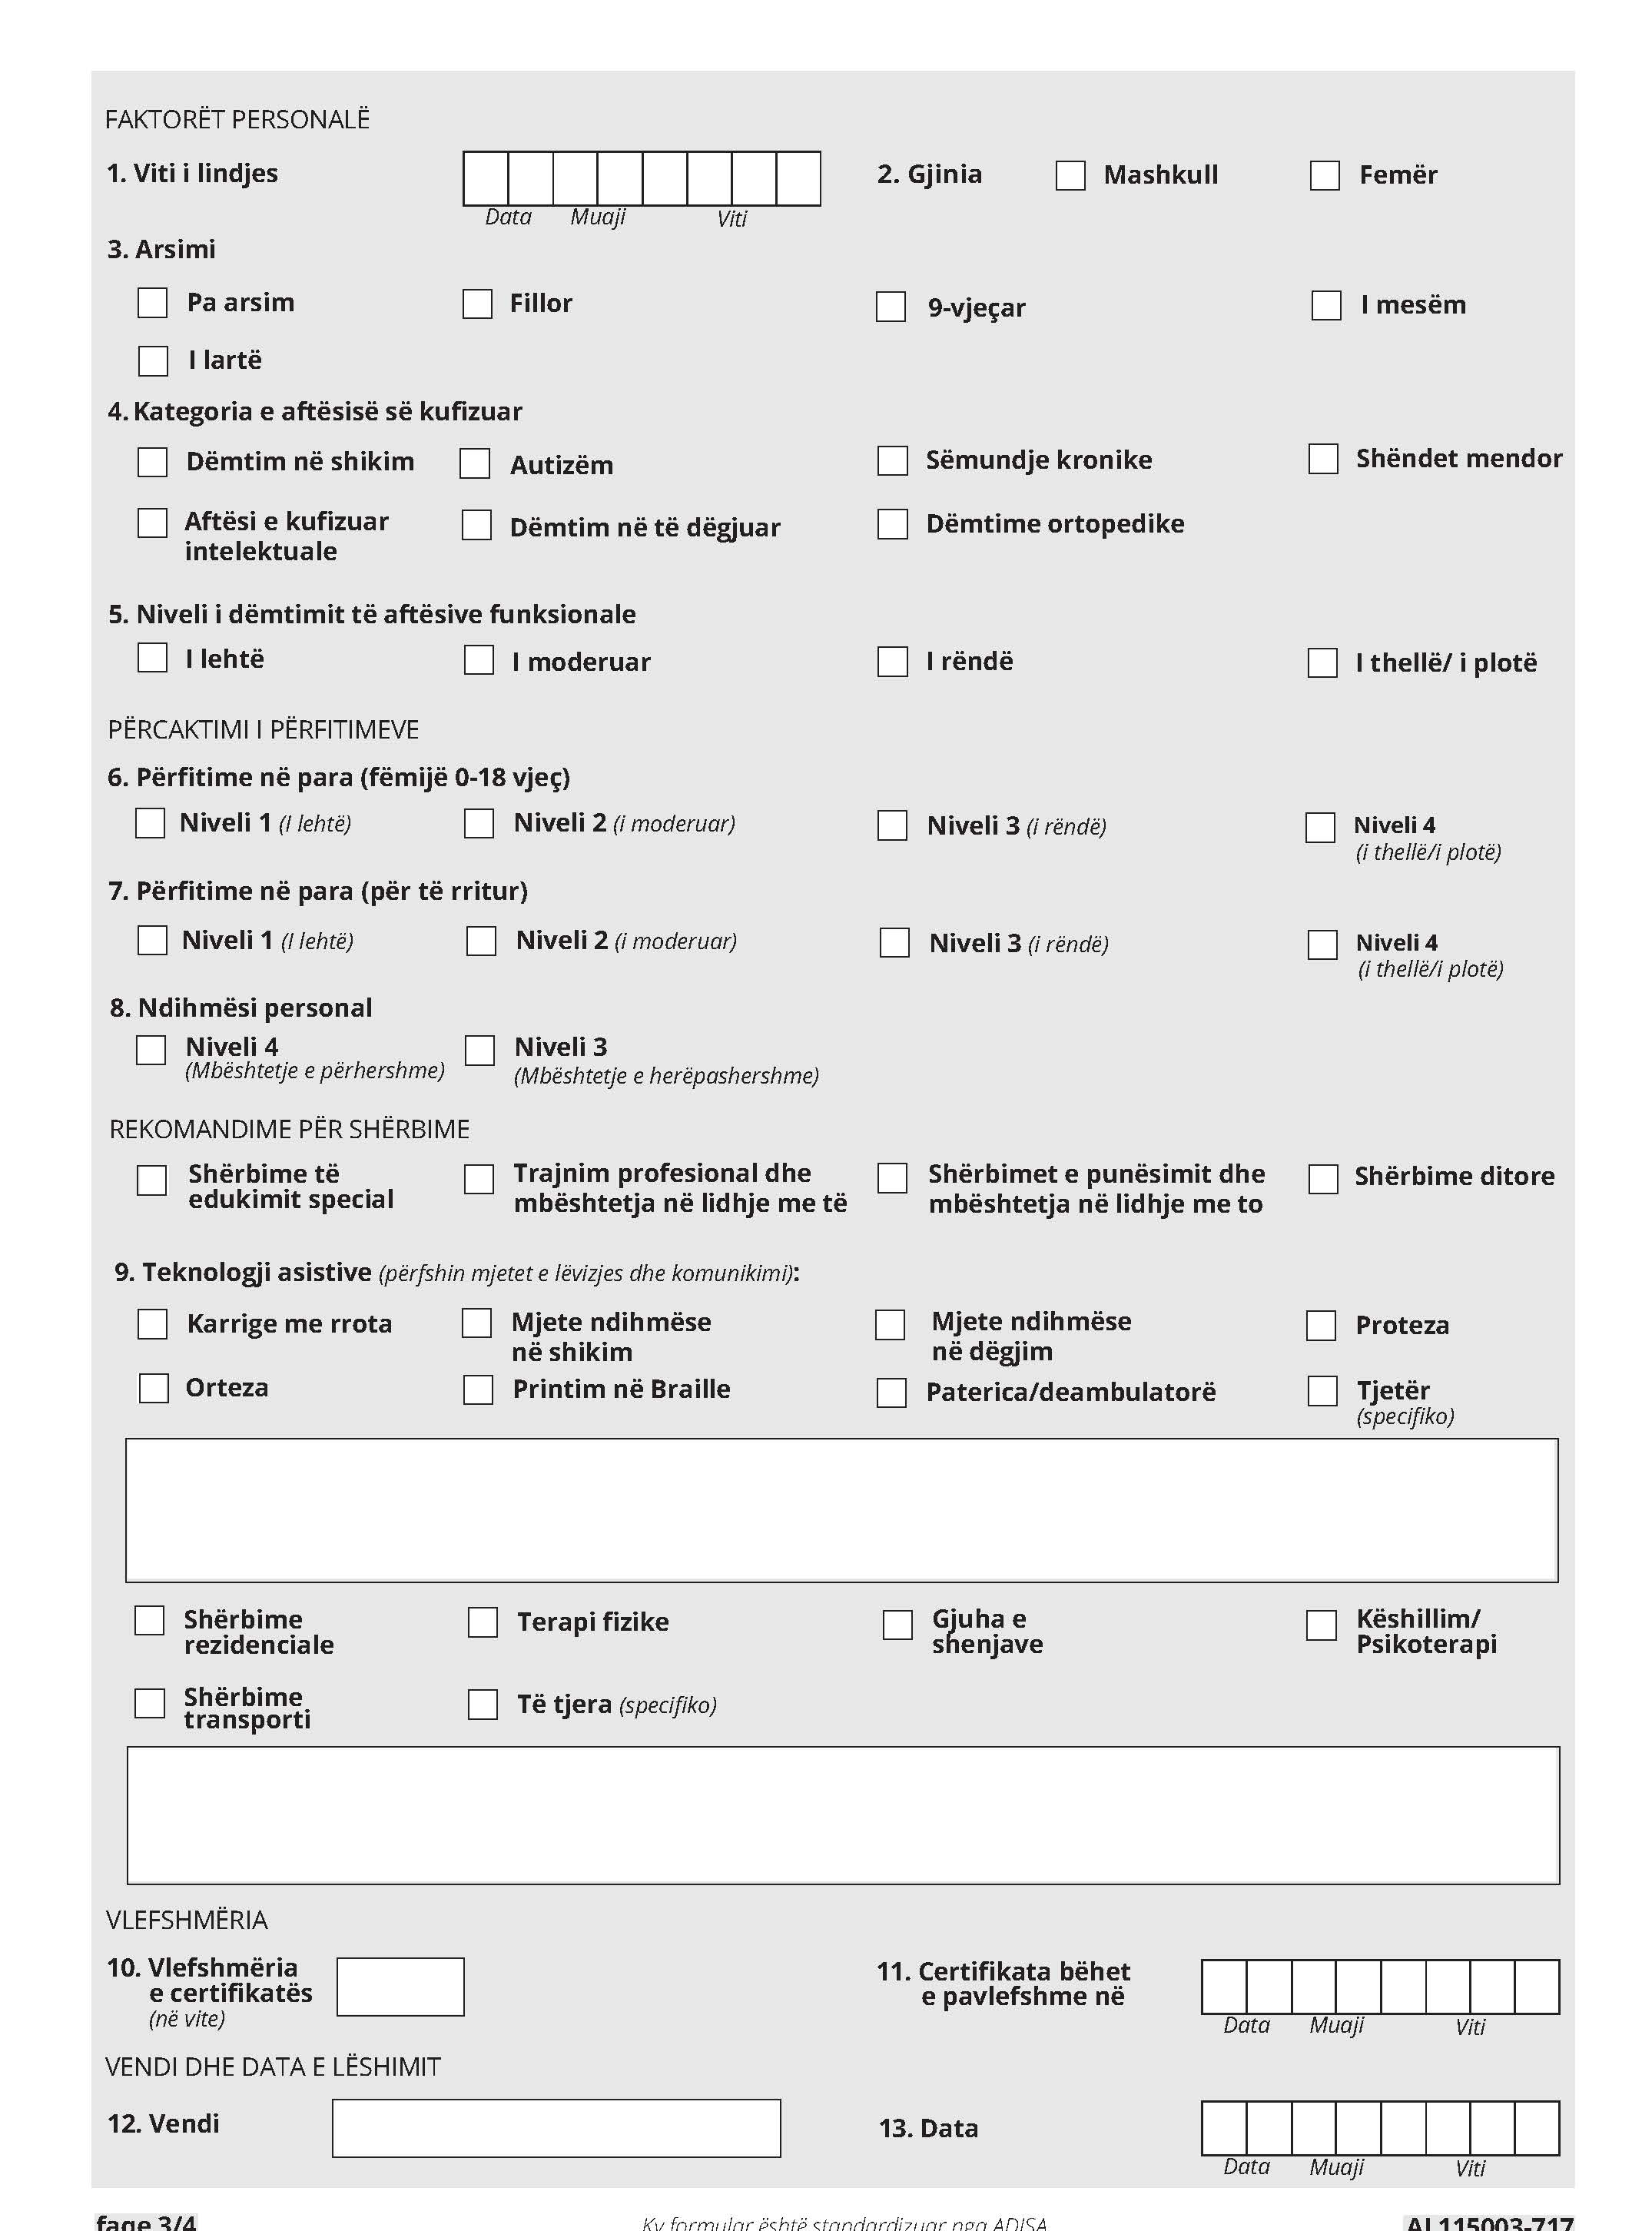 FAKTORËT PERSONALË
1. Viti i lindjes
2. Gjinia Mashkull Femër
Data Muaji Viti
3. Arsimi
Pa arsim Fillor 9-vjeçar I mesëm
I lartë
4. Kategoria e aftësisë së kufizuar
Dëmtim në shikim Autizëm Sëmundje kronike Shëndet mendor
Aftësi e kufizuar
intelektuale
Dëmtim në të dëgjuar Dëmtime ortopedike
5. Niveli i dëmtimit të aftësive funksionale
I lehtë I moderuar I rëndë I thellë/ i plotë
PËRCAKTIMI I PËRFITIMEVE
6. Përfitime në para (fëmijë 0-18 vjeç)
Niveli 1 (I lehtë) Niveli 2 (i moderuar) Niveli 3 (i rëndë) Niveli 4
(i thellë/i plotë)
7. Përfitime në para (për të rritur)
Niveli 1 (I lehtë) Niveli 2 (i moderuar) Niveli 3 (i rëndë) Niveli 4
(i thellë/i plotë)
8. Ndihmësi personal
Niveli 4
(Mbështetje e përhershme)
Niveli 3
(Mbështetje e herëpashershme)
REKOMANDIME PËR SHËRBIME
Shërbime të
edukimit special
Trajnim profesional dhe
mbështetja në lidhje me të
Shërbimet e punësimit dhe
mbështetja në lidhje me to
Shërbime ditore
9. Teknologji asistive (përfshin mjetet e lëvizjes dhe komunikimi):
Karrige me rrota
Mjete ndihmëse
në shikim
Mjete ndihmëse
në dëgjim
Proteza
Orteza Printim në Braille Paterica/deambulatorë Tjetër
(specifiko)
Shërbime
rezidenciale
Terapi fizike
Gjuha e
shenjave
Këshillim/
Psikoterapi
Shërbime
transporti
Të tjera (specifiko)
VLEFSHMËRIA
10. Vlefshmëria
e certifikatës
(në vite)
11. Certifikata bëhet
e pavlefshme në
Data Muaji Viti
VENDI DHE DATA E LËSHIMIT
12. Vendi
13. Data
Data Muaji Viti
faqe 3/4 Ky formular është standardizuar nga ADISA AL115003-717